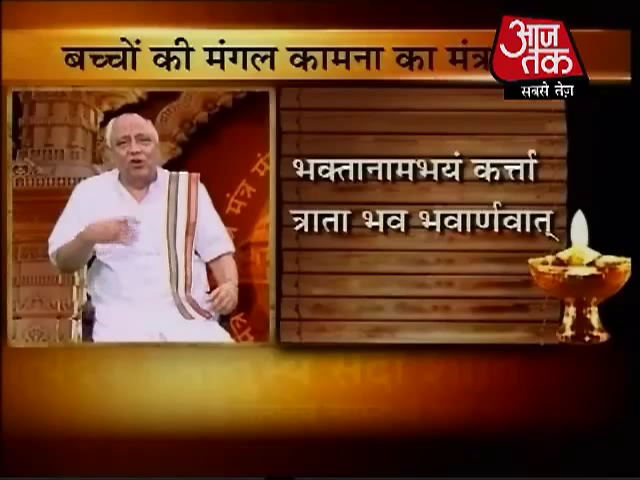 बच्चों की मंगल कामना का मंत्र
आज
तक
सबसे तेज़
भक्तानामभयं कर्त्ता
त्राता भव भवार्णवात्